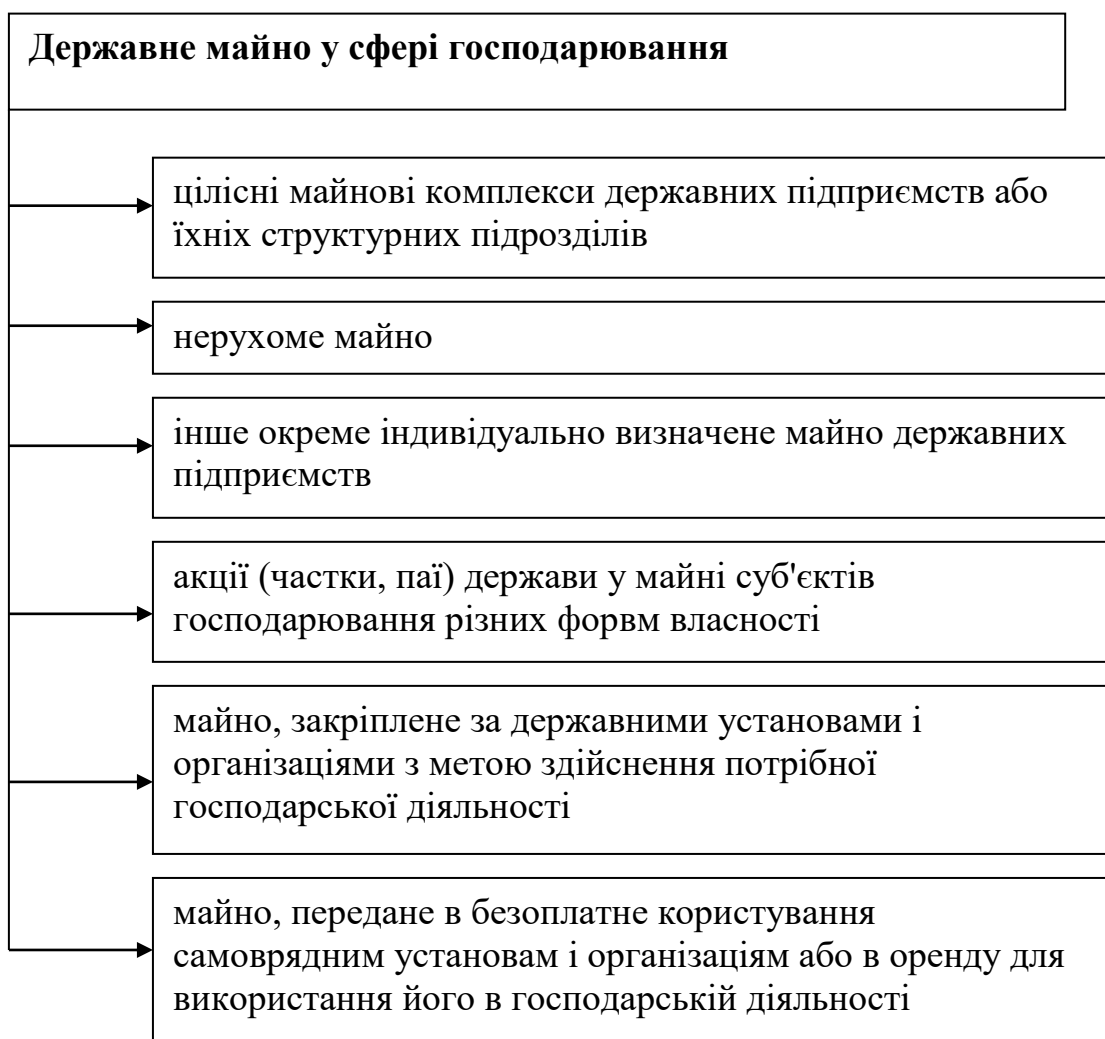 Державне майно у сфері господарювання
цілісні майнові комплекси державних підприємств або
їхніх структурних підрозділів
нерухоме майно
інше окреме індивідуально визначене майно державних
підприємств
акції (частки, паї) держави у майні суб'єктів
господарювання різних форвм власності
майно, закріплене за державними установами і
організаціями з метою здійснення потрібної
господарської діяльності
майно, передане в безоплатне користування
самоврядним установам і організаціям або в оренду для
використання його в господарській діяльності